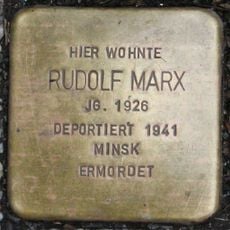 HIER WOHNTE
RUDOLF MARX
JG. 1926
DEPORTIERT 1941
MINSK
ERMORDET